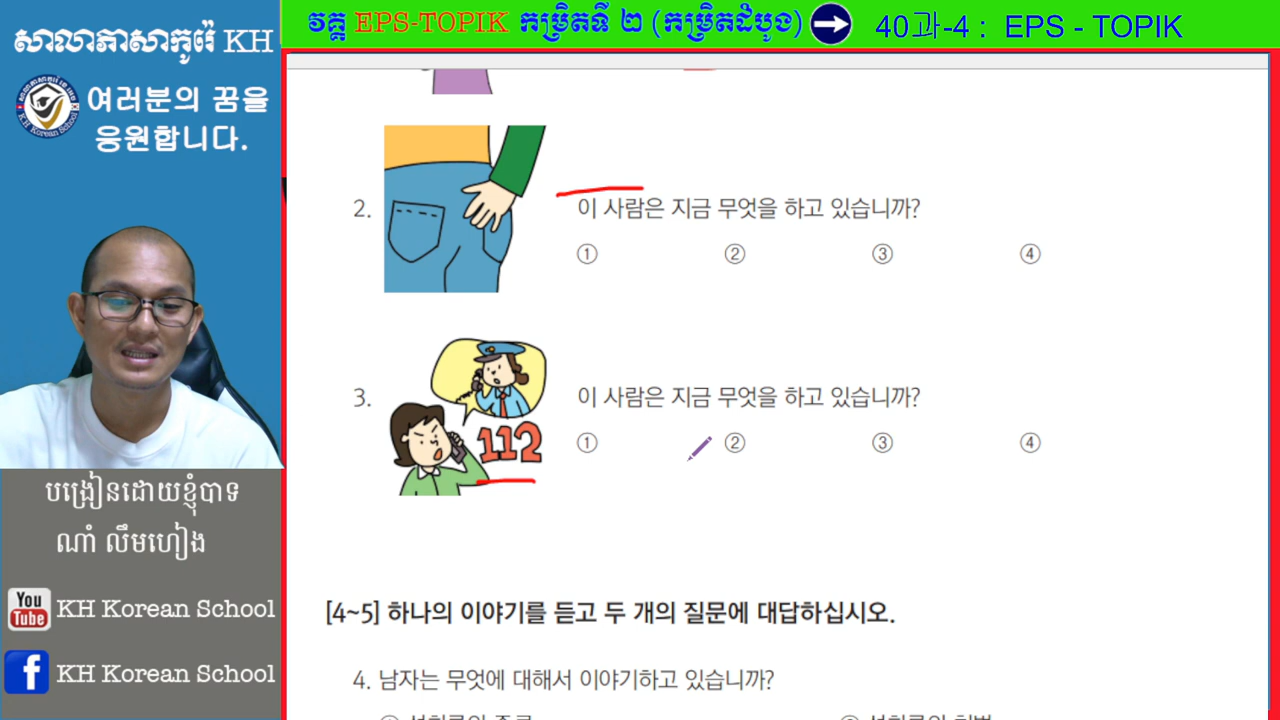 សាលាភាសាកូរ៉េ KH
여러분의 꿈을
응원합니다.
វគ្គ EPS-TOPIK កម្រិតទី ២ (កម្រិតដំបូង)
40과-4 : EPS - TOPIK
2.
이 사람은 지금 무엇을 하고 있습니까?
① ② ③ ④
3.
112
이 사람은 지금 무엇을 하고 있습니까?
① ② ③ ④
[4~5] 하나의 이야기를 듣고 두 개의 질문에 대답하십시오.
4. 남자는 무엇에 대해서 이야기하고 있습니까?
បង្រៀនដោយខ្ញុំបាទ
ណាំ លឹមហៀង
You Tube KH Korean School
f KH Korean School